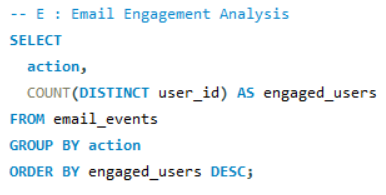 -- E : Email Engagement Analysis
SELECT
action,
COUNT(DISTINCT user_id) AS engaged_users
FROM email_events
GROUP BY action
ORDER BY engaged_users DESC;